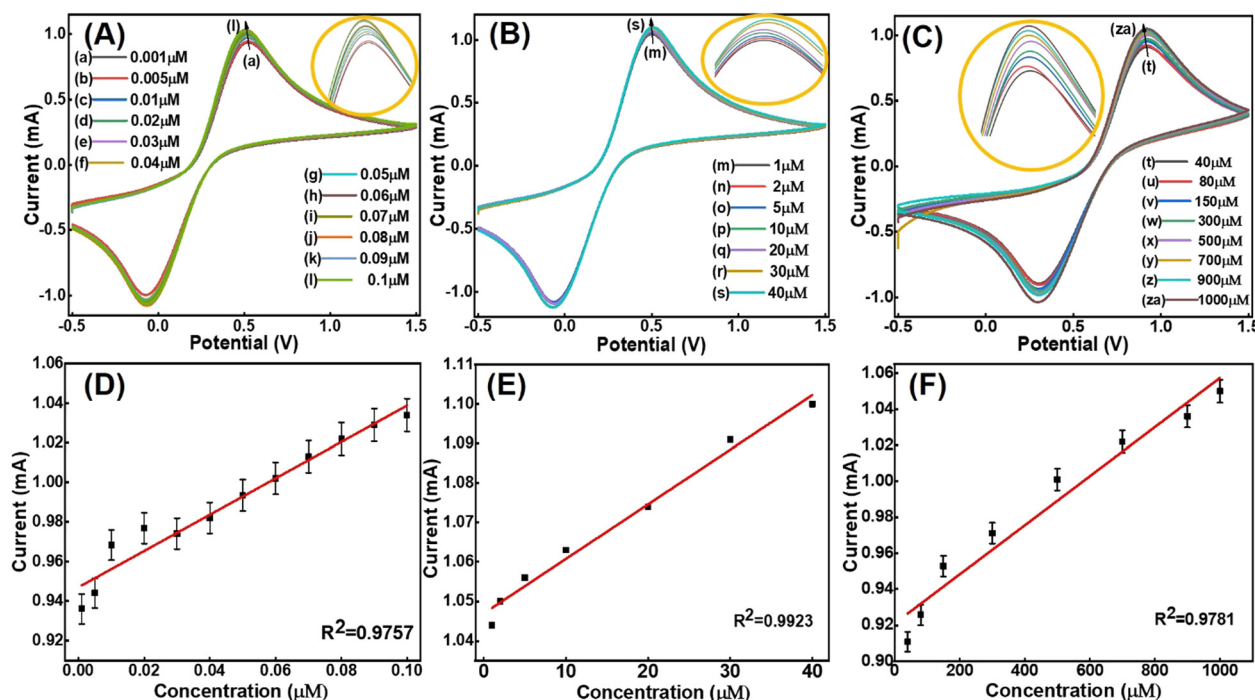 (A)
(l)
(a)
(a) 0.001μM
(b) 0.005μM
(c) 0.01μM
(d) 0.02μM
(e) 0.03μM
(f) 0.04μM
(g) 0.05μM
(h) 0.06μM
(i) 0.07μM
(j) 0.08μM
(k) 0.09μM
(l) 0.1μM
Current (mA)
1.0
0.5
0.0
-0.5
-1.0
-0.5 0.0 0.5 1.0 1.5
Potential (V)
(B)
(s)
(m)
(m) 1μM
(n) 2μM
(o) 5μM
(p) 10μM
(q) 20μM
(r) 30μM
(s) 40μM
Current (mA)
1.0
0.5
0.0
-0.5
-1.0
-0.5 0.0 0.5 1.0 1.5
Potential (V)
(C)
(za)
(t)
(t) 40μM
(u) 80μM
(v) 150μM
(w) 300μM
(x) 500μM
(y) 700μM
(z) 900μM
(za) 1000μM
Current (mA)
1.0
0.5
0.0
-0.5
-1.0
-0.5 0.0 0.5 1.0 1.5
Potential (V)
(D)
Current (mA)
1.06
1.04
1.02
1.00
0.98
0.96
0.94
0.92
R²=0.9757
0.00 0.02 0.04 0.06 0.08 0.10
Concentration (μM)
(E)
Current (mA)
1.11
1.10
1.09
1.08
1.07
1.06
1.05
1.04
R²=0.9923
0 10 20 30 40
Concentration (μM)
(F)
Current (mA)
1.06
1.04
1.02
1.00
0.98
0.96
0.94
0.92
0.90
R²=0.9781
0 200 400 600 800 1000
Concentration (μM)